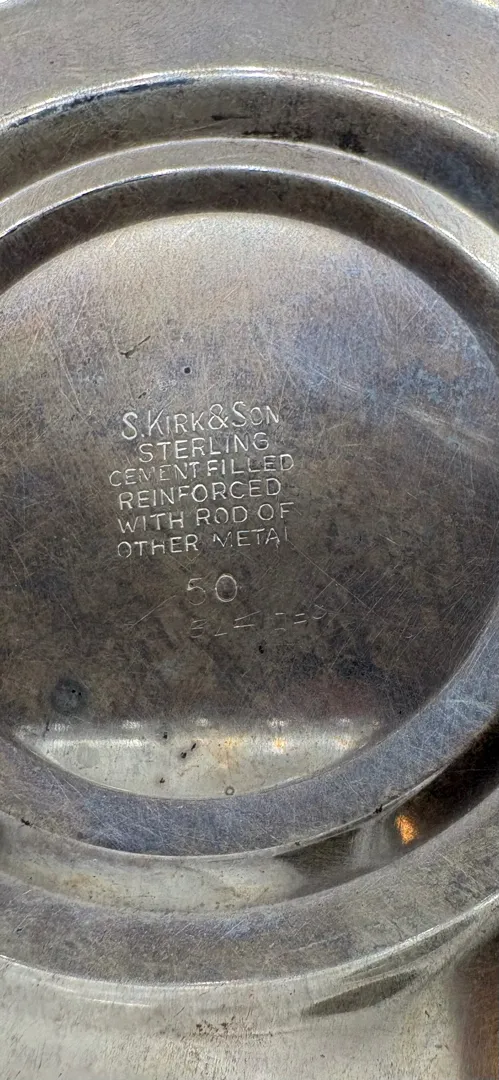 S. KIRK & SON
STERLING
CEMENT FILLED
REINFORCED
WITH ROD OF
OTHER METAL
50